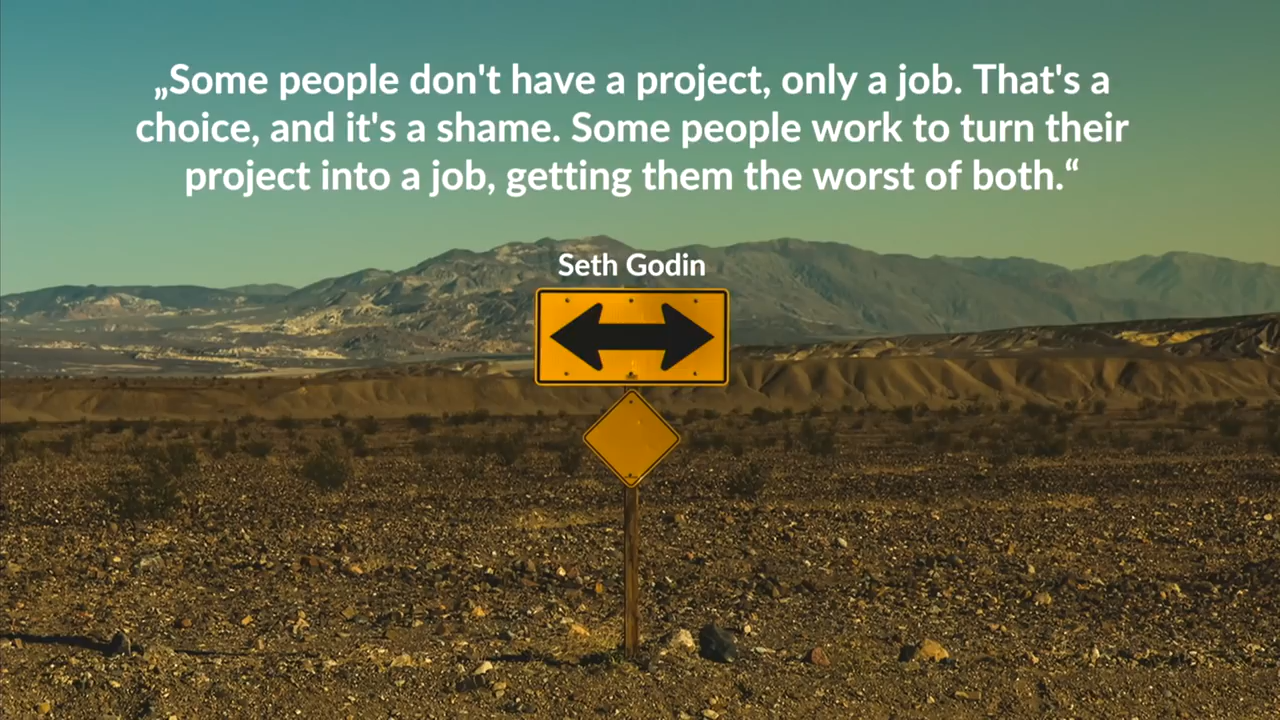 „Some people don't have a project, only a job. That's a
choice, and it's a shame. Some people work to turn their
project into a job, getting them the worst of both.“
Seth Godin